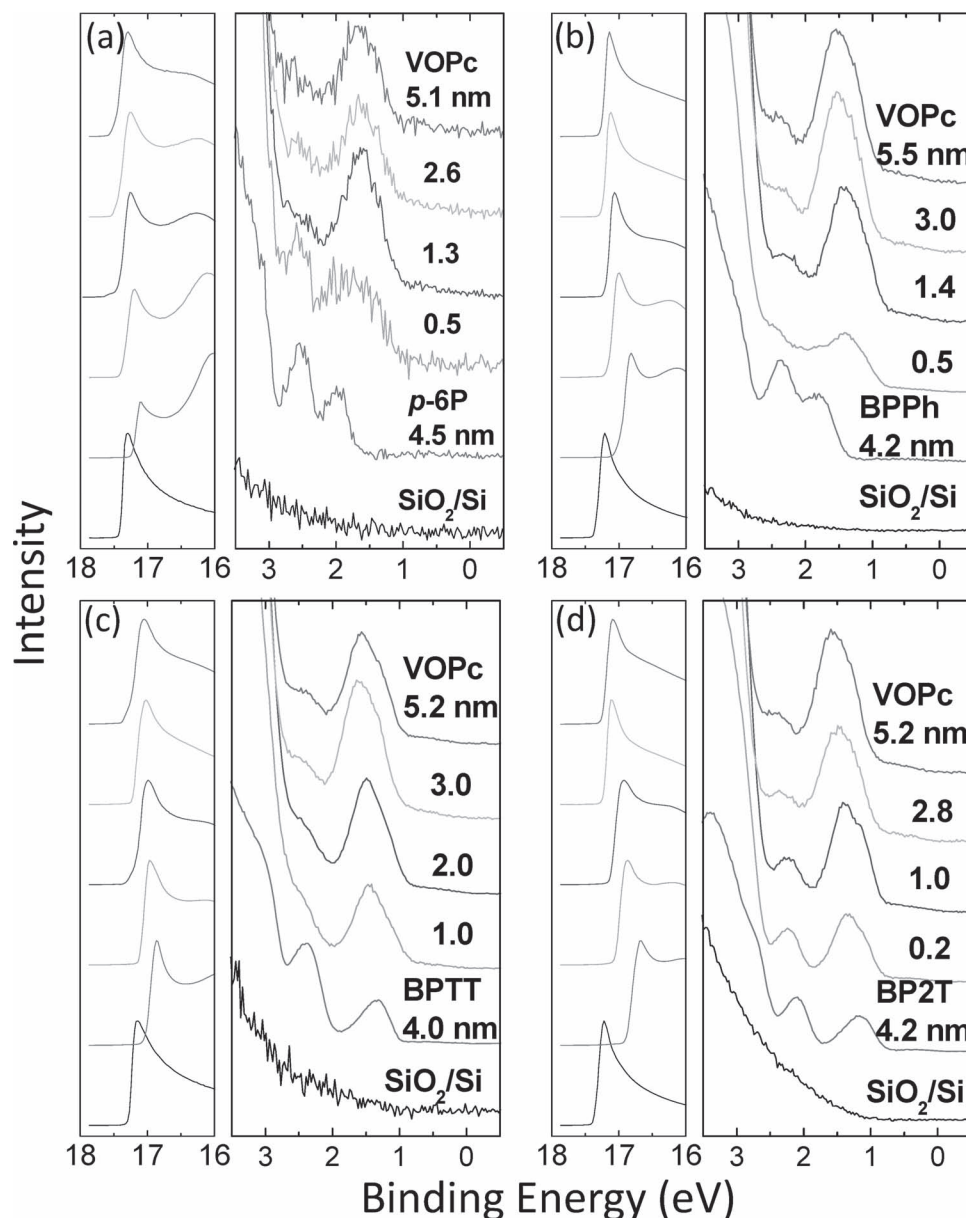 (a)
VOPc
5.1 nm
2.6
1.3
0.5
p-6P
4.5 nm
SiO2/Si
18 17 16 3 2 1 0
(b)
VOPc
5.5 nm
3.0
1.4
0.5
BPPh
4.2 nm
SiO2/Si
18 17 16 3 2 1 0
(c)
VOPc
5.2 nm
3.0
2.0
1.0
BPTT
4.0 nm
SiO2/Si
18 17 16 3 2 1 0
(d)
VOPc
5.2 nm
2.8
1.0
0.2
BP2T
4.2 nm
SiO2/Si
18 17 16 3 2 1 0
Intensity
Binding Energy (eV)